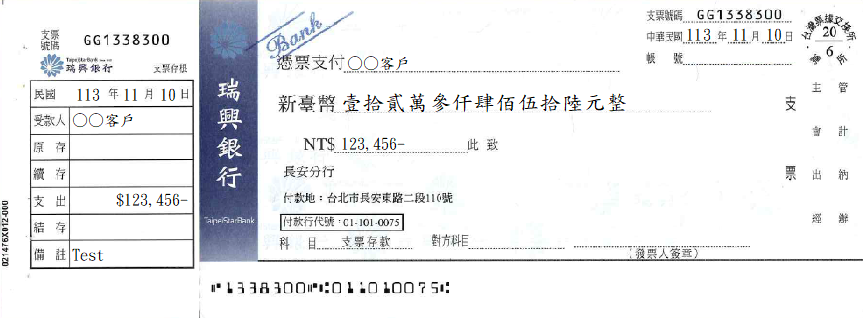 支票
號碼 GG1338300
TaipeiStarBank
瑞興銀行 支票存根
民國 113 年 11 月 10 日
受款人 ○○客戶
原存
續存
支出 $123,456-
結存
備註 Test
021476X012-000
瑞興銀行
TaipeiStarBank
Bank
支票號碼 GG1338300
中華民國 113 年 11 月 10 日
帳號
台灣票據交換所
20
6
第 所
憑票支付 ○○客戶
新臺幣 壹拾貳萬參仟肆佰伍拾陸元整
NT$ 123,456- 此致
長安分行
付款地：台北市長安東路二段110號
付款行代號：01-101-0075
科目 支票存款 對方科目
(發票人簽章)
支票
主管
會計
出納
經辦
⑈1338300⑈⑆011010075⑆